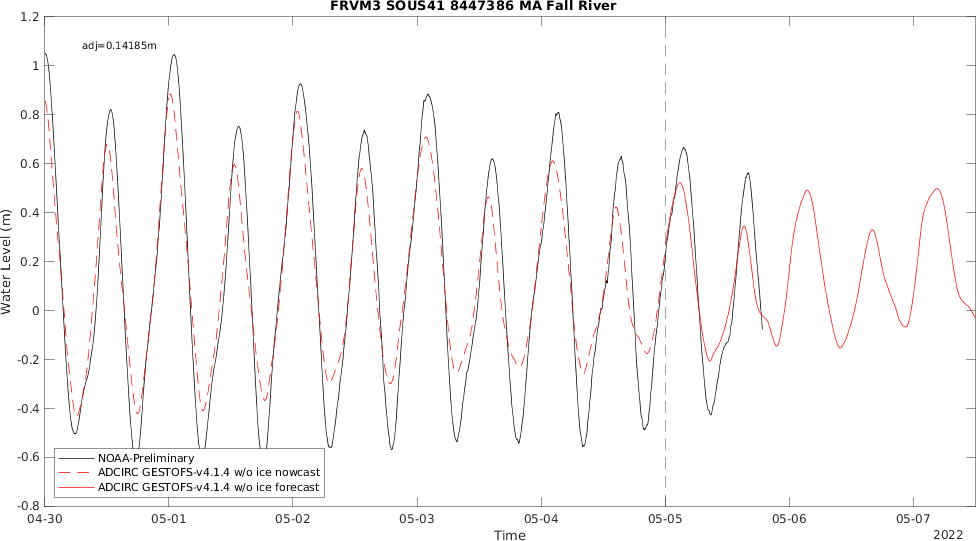 FRVM3 SOUS41 8447386 MA Fall River
adj=0.14185m
1.2
1
0.8
0.6
0.4
0.2
0
-0.2
-0.4
-0.6
-0.8
Water Level (m)
NOAA-Preliminary
ADCIRC GESTOFS-v4.1.4 w/o ice nowcast
ADCIRC GESTOFS-v4.1.4 w/o ice forecast
04-30 05-01 05-02 05-03 05-04 05-05 05-06 05-07
Time
2022